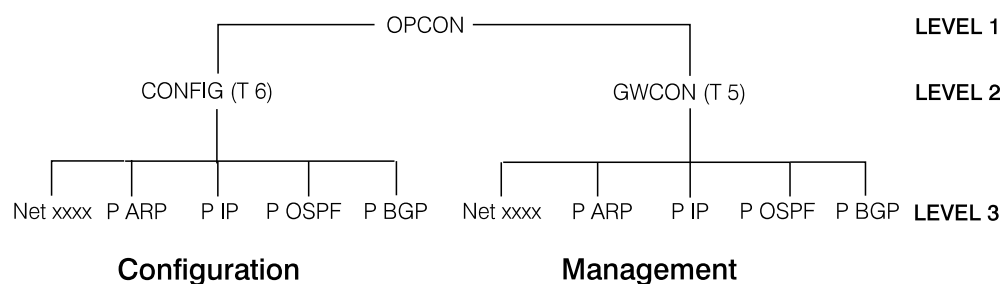 OPCON LEVEL 1
CONFIG (T 6) GWCON (T 5) LEVEL 2
Net xxxx P ARP P IP P OSPF P BGP Net xxxx P ARP P IP P OSPF P BGP LEVEL 3
Configuration Management